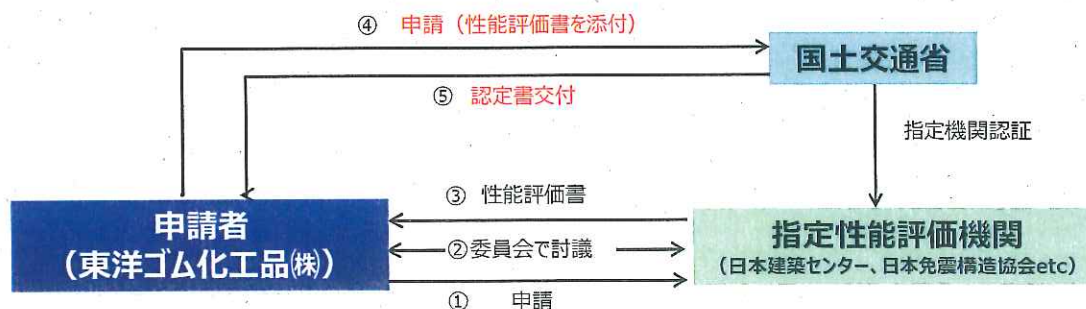 ④ 申請（性能評価書を添付）
国土交通省
⑤ 認定書交付
指定機関認証
③ 性能評価書
申請者
（東洋ゴム化工品㈱）
②委員会で討議
指定性能評価機関
（日本建築センター、日本免震構造協会etc）
① 申請